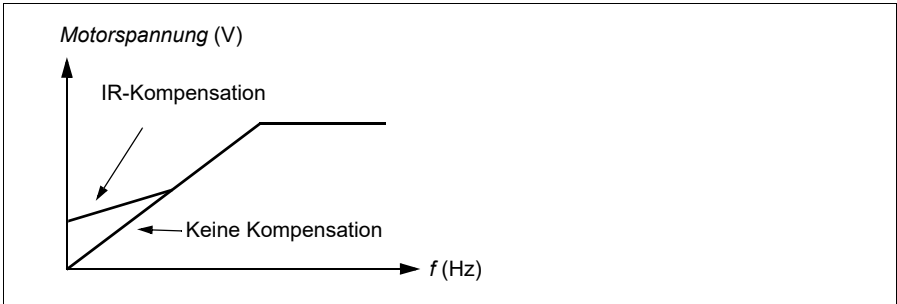 Motorspannung (V)
IR-Kompensation
Keine Kompensation
f (Hz)